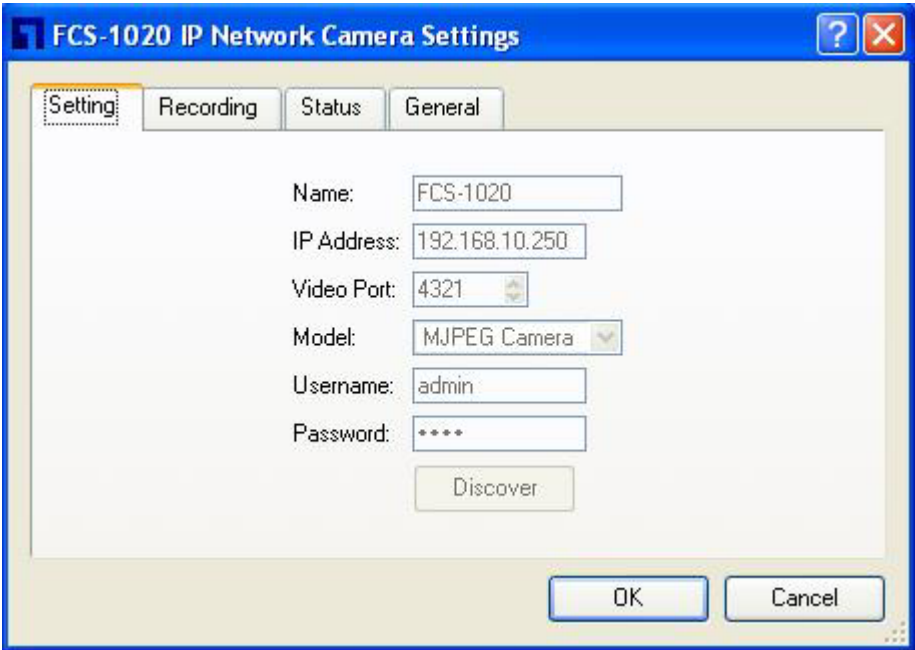 FCS-1020 IP Network Camera Settings
Setting Recording Status General
Name: FCS-1020
IP Address: 192.168.10.250
Video Port: 4321
Model: MJPEG Camera
Username: admin
Password: ••••
Discover
OK Cancel